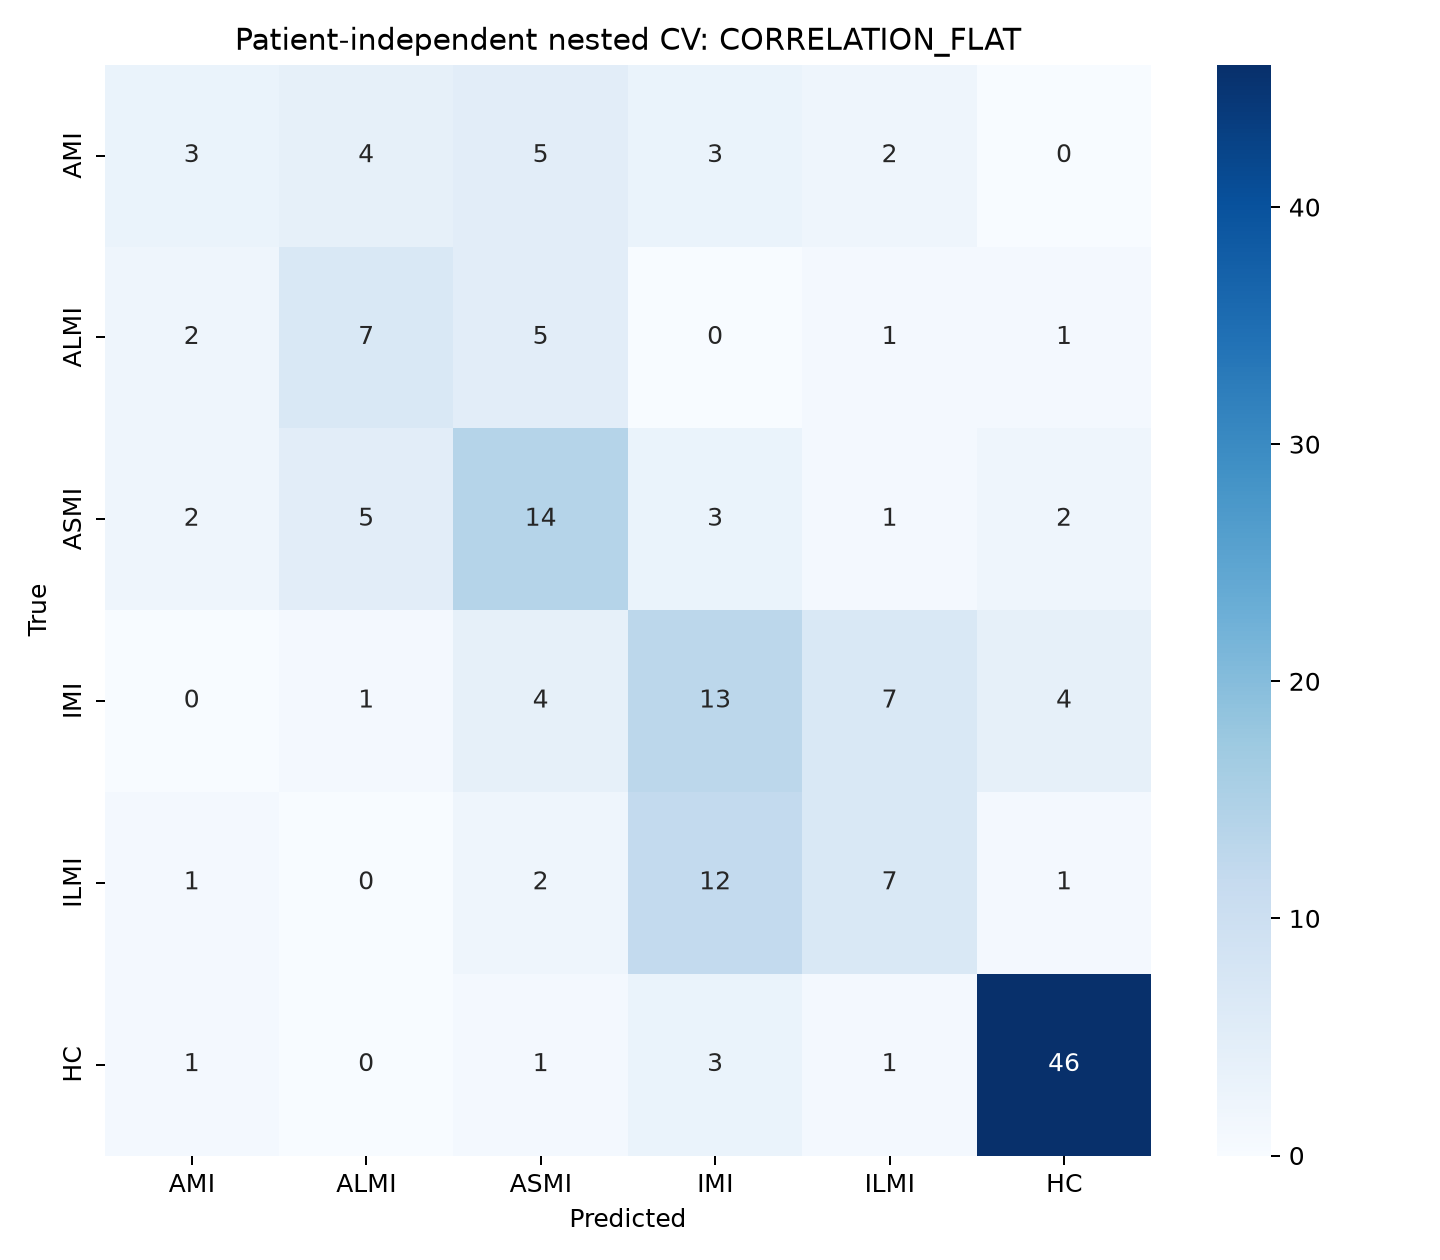 Patient-independent nested CV: CORRELATION_FLAT
True
AMI 3 4 5 3 2 0
ALMI 2 7 5 0 1 1
ASMI 2 5 14 3 1 2
IMI 0 1 4 13 7 4
ILMI 1 0 2 12 7 1
HC 1 0 1 3 1 46
AMI ALMI ASMI IMI ILMI HC
Predicted
40
30
20
10
0